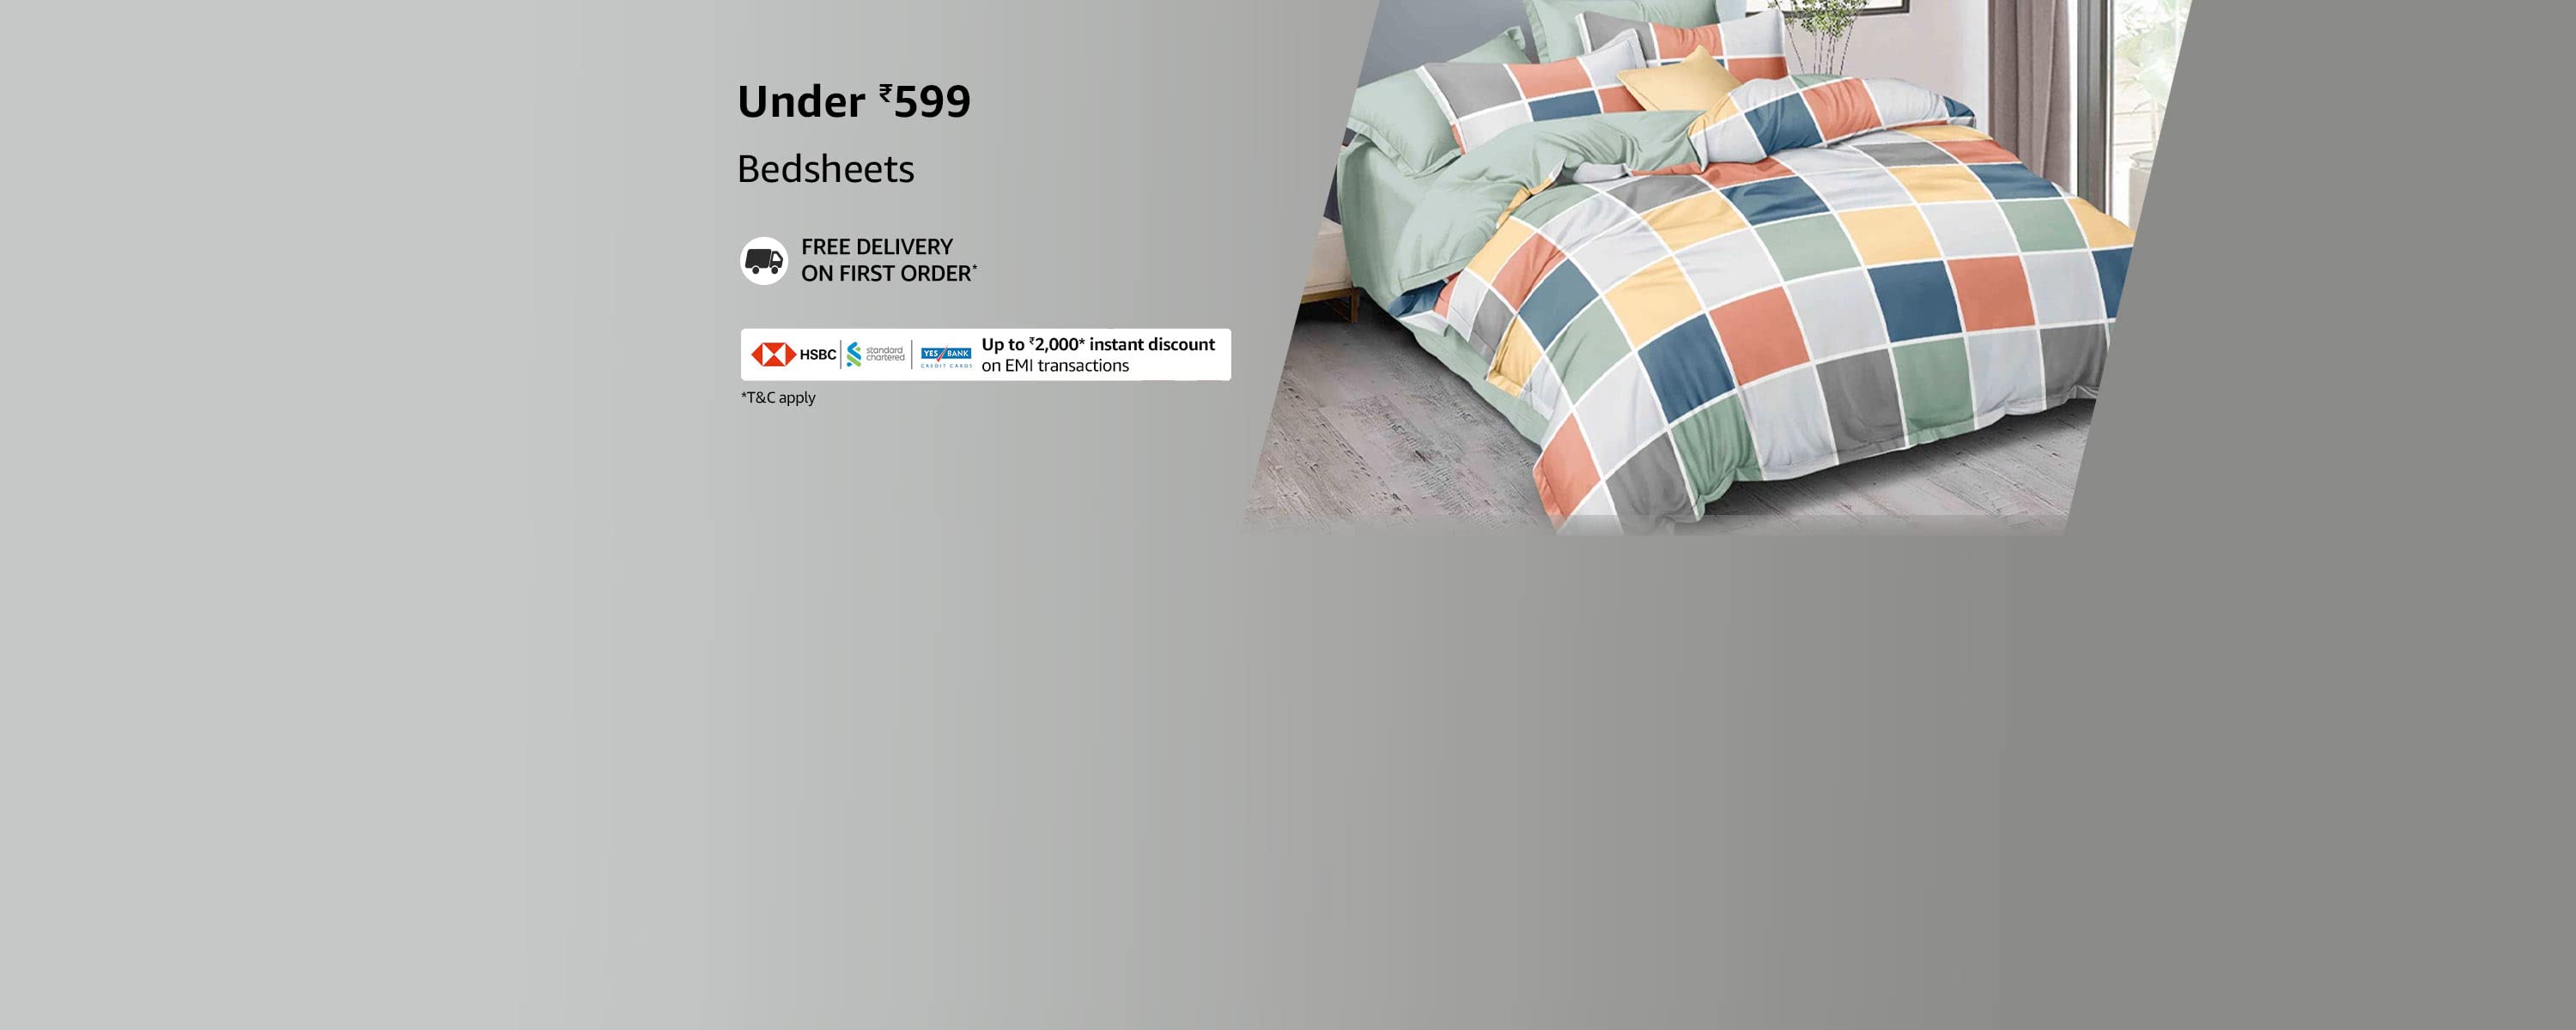 Under ₹599
Bedsheets
FREE DELIVERY
ON FIRST ORDER*
HSBC
standard
chartered
YES BANK
CREDIT CARDS
Up to ₹2,000* instant discount
on EMI transactions
*T&C apply